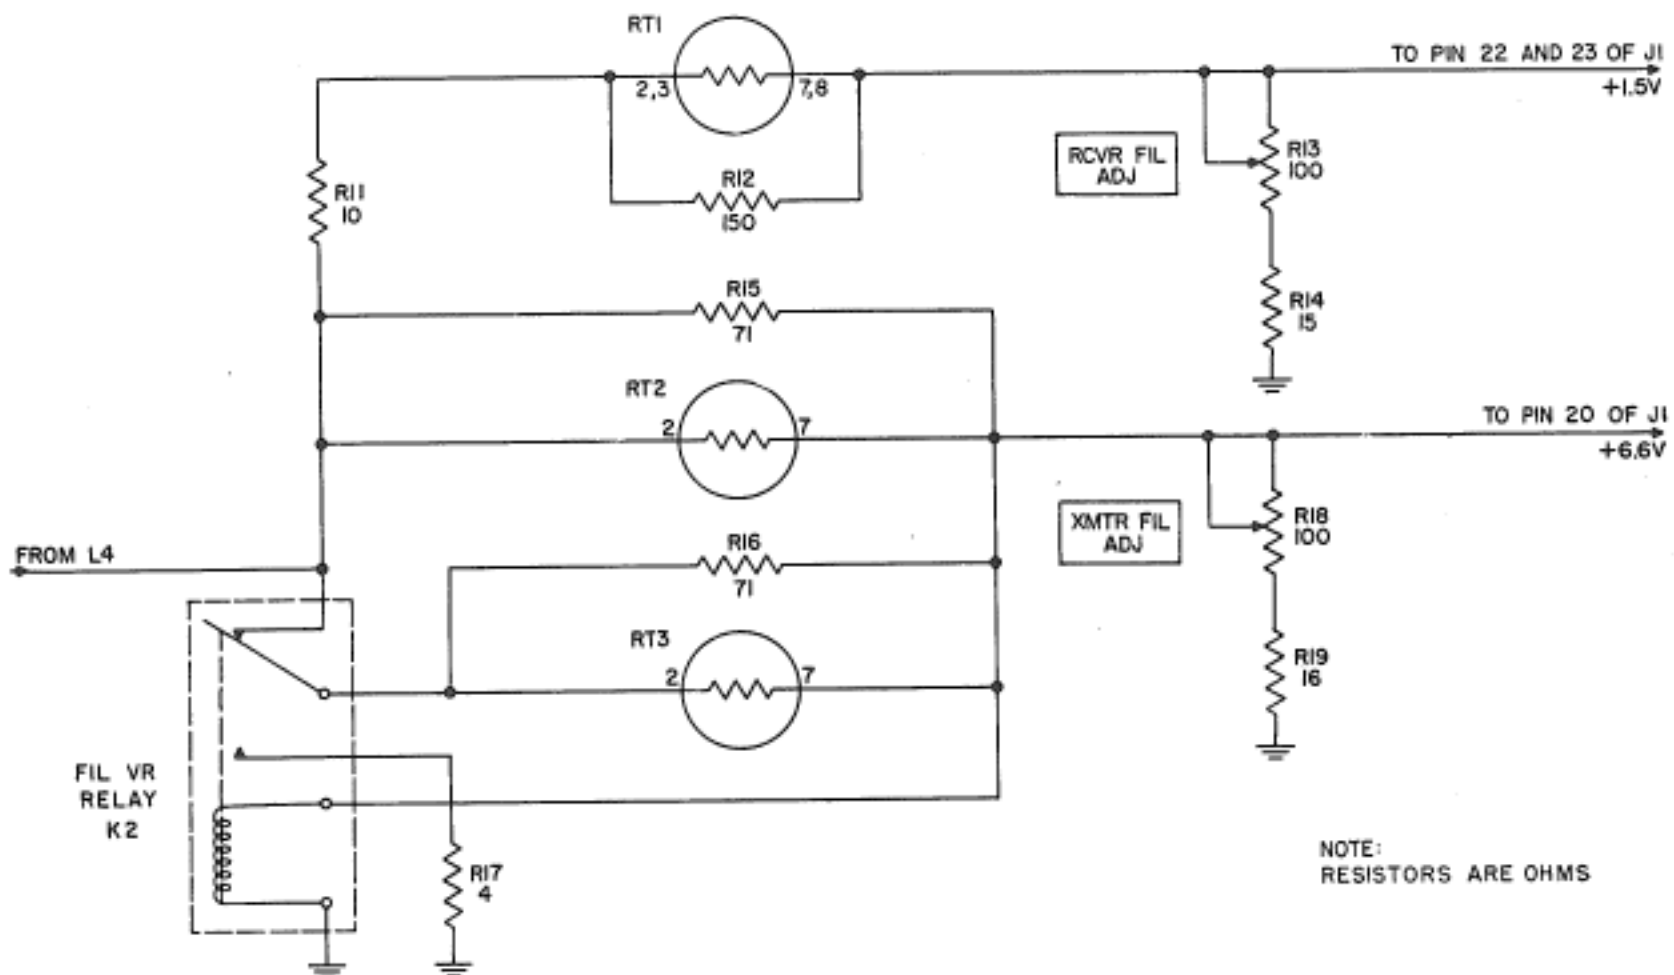 RT1
TO PIN 22 AND 23 OF J1
+1.5V
2,3
7,8
RCVR FIL
ADJ
R13
100
R12
150
R11
10
R15
71
R14
15
RT2
2
7
TO PIN 20 OF J1
+6.6V
XMTR FIL
ADJ
R18
100
R16
71
FROM L4
RT3
2
7
R19
16
FIL VR
RELAY
K2
R17
4
NOTE:
RESISTORS ARE OHMS